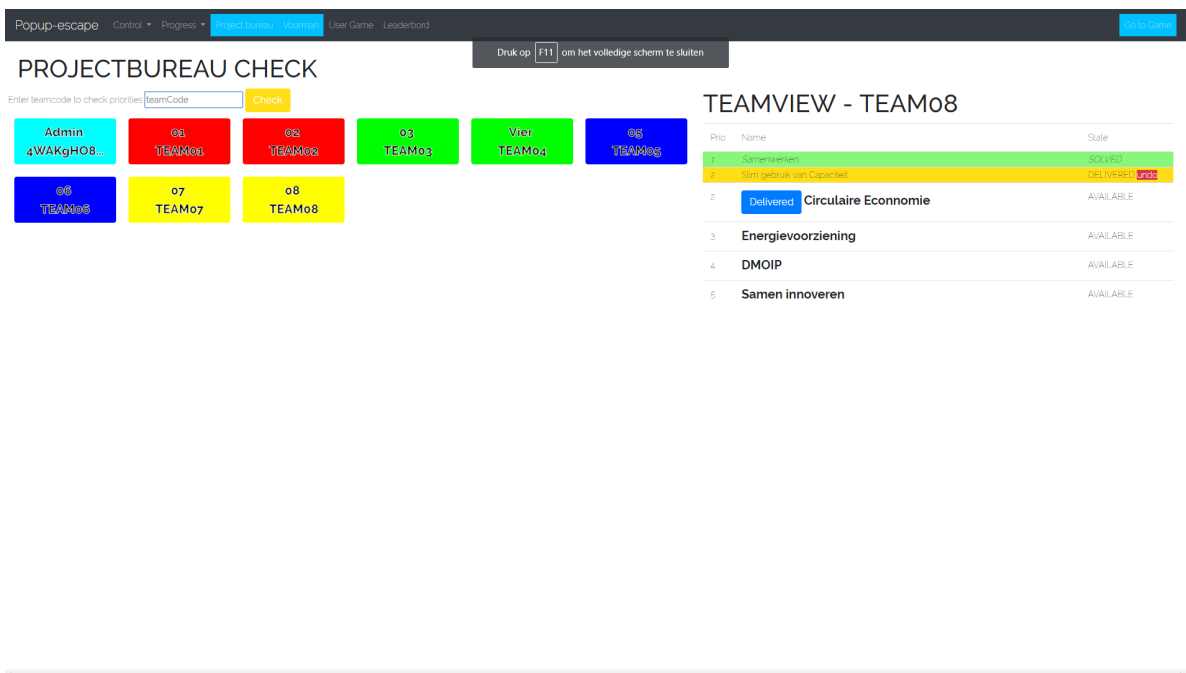 Popup-escape Control Progress Project bureau Voorman User Game Leaderbord Go to Game
Druk op F11 om het volledige scherm te sluiten
PROJECTBUREAU CHECK
Enter teamcode to check priorities teamCode Check
Admin 01 02 03 Vier 05
4WAKgHO8... TEAM01 TEAM02 TEAM03 TEAM04 TEAM05
06 07 08
TEAM06 TEAM07 TEAM08
TEAMVIEW - TEAM08
Prio Name State
1 Samenwerken SOLVED
2 Slim gebruik van Capaciteit DELIVERED undo
2 Delivered Circulaire Econnomie AVAILABLE
3 Energievoorziening AVAILABLE
4 DMOIP AVAILABLE
5 Samen innoveren AVAILABLE